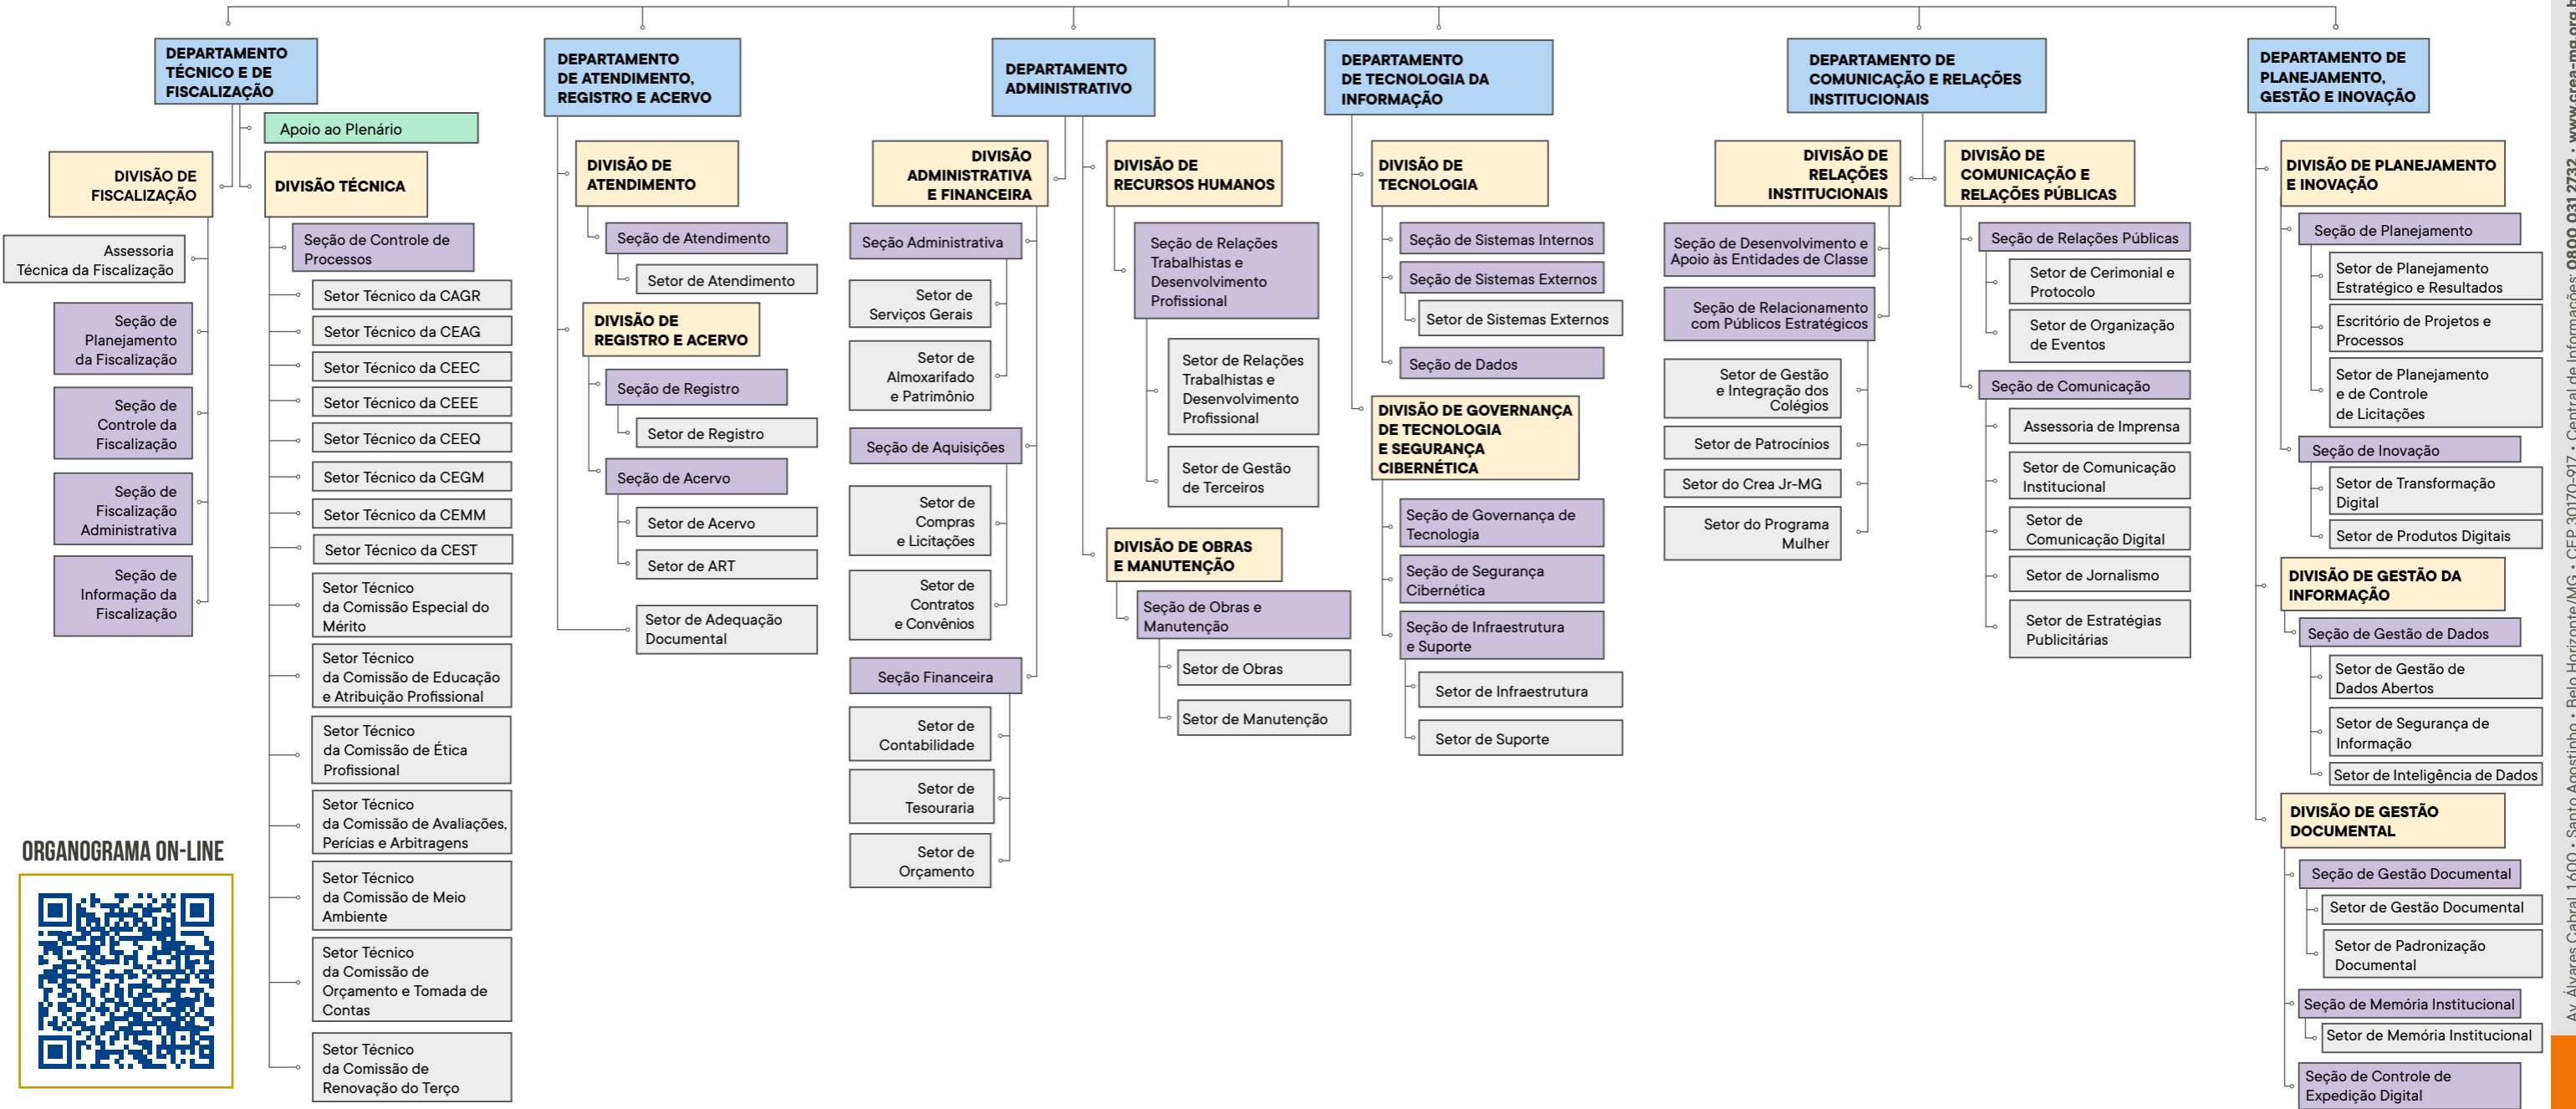 DEPARTAMENTO
TÉCNICO E DE
FISCALIZAÇÃO
Apoio ao Plenário
DIVISÃO DE
FISCALIZAÇÃO
Assessoria
Técnica da Fiscalização
Seção de
Planejamento
da Fiscalização
Seção de
Controle da
Fiscalização
Seção de
Fiscalização
Administrativa
Seção de
Informação da
Fiscalização
DIVISÃO TÉCNICA
Seção de Controle de
Processos
Setor Técnico da CAGR
Setor Técnico da CEAG
Setor Técnico da CEEC
Setor Técnico da CEEE
Setor Técnico da CEEQ
Setor Técnico da CEGM
Setor Técnico da CEMM
Setor Técnico da CEST
Setor Técnico
da Comissão Especial do
Mérito
Setor Técnico
da Comissão de Educação
e Atribuição Profissional
Setor Técnico
da Comissão de Ética
Profissional
Setor Técnico
da Comissão de Avaliações,
Perícias e Arbitragens
Setor Técnico
da Comissão de Meio
Ambiente
Setor Técnico
da Comissão de
Orçamento e Tomada de
Contas
Setor Técnico
da Comissão de
Renovação do Terço
ORGANOGRAMA ON-LINE
DEPARTAMENTO
DE ATENDIMENTO,
REGISTRO E ACERVO
DIVISÃO DE
ATENDIMENTO
Seção de Atendimento
Setor de Atendimento
DIVISÃO DE
REGISTRO E ACERVO
Seção de Registro
Setor de Registro
Seção de Acervo
Setor de Acervo
Setor de ART
Setor de Adequação
Documental
DEPARTAMENTO
ADMINISTRATIVO
DIVISÃO
ADMINISTRATIVA
E FINANCEIRA
Seção Administrativa
Setor de
Serviços Gerais
Setor de
Almoxarifado
e Patrimônio
Seção de Aquisições
Setor de
Compras
e Licitações
Setor de
Contratos
e Convênios
Seção Financeira
Setor de
Contabilidade
Setor de
Tesouraria
Setor de
Orçamento
DIVISÃO DE
RECURSOS HUMANOS
Seção de Relações
Trabalhistas e
Desenvolvimento
Profissional
Setor de Relações
Trabalhistas e
Desenvolvimento
Profissional
Setor de Gestão
de Terceiros
DIVISÃO DE OBRAS
E MANUTENÇÃO
Seção de Obras e
Manutenção
Setor de Obras
Setor de Manutenção
DEPARTAMENTO
DE TECNOLOGIA DA
INFORMAÇÃO
DIVISÃO DE
TECNOLOGIA
Seção de Sistemas Internos
Seção de Sistemas Externos
Setor de Sistemas Externos
Seção de Dados
DIVISÃO DE GOVERNANÇA
DE TECNOLOGIA
E SEGURANÇA
CIBERNÉTICA
Seção de Governança de
Tecnologia
Seção de Segurança
Cibernética
Seção de Infraestrutura
e Suporte
Setor de Infraestrutura
Setor de Suporte
DEPARTAMENTO DE
COMUNICAÇÃO E RELAÇÕES
INSTITUCIONAIS
DIVISÃO DE
RELAÇÕES
INSTITUCIONAIS
Seção de Desenvolvimento e
Apoio às Entidades de Classe
Seção de Relacionamento
com Públicos Estratégicos
Setor de Gestão
e Integração dos
Colégios
Setor de Patrocínios
Setor do Crea Jr-MG
Setor do Programa
Mulher
DIVISÃO DE
COMUNICAÇÃO E
RELAÇÕES PÚBLICAS
Seção de Relações Públicas
Setor de Cerimonial e
Protocolo
Setor de Organização
de Eventos
Seção de Comunicação
Assessoria de Imprensa
Setor de Comunicação
Institucional
Setor de
Comunicação Digital
Setor de Jornalismo
Setor de Estratégias
Publicitárias
DEPARTAMENTO DE
PLANEJAMENTO,
GESTÃO E INOVAÇÃO
DIVISÃO DE PLANEJAMENTO
E INOVAÇÃO
Seção de Planejamento
Setor de Planejamento
Estratégico e Resultados
Escritório de Projetos e
Processos
Setor de Planejamento
e de Controle
de Licitações
Seção de Inovação
Setor de Transformação
Digital
Setor de Produtos Digitais
DIVISÃO DE GESTÃO DA
INFORMAÇÃO
Seção de Gestão de Dados
Setor de Gestão de
Dados Abertos
Setor de Segurança de
Informação
Setor de Inteligência de Dados
DIVISÃO DE GESTÃO
DOCUMENTAL
Seção de Gestão Documental
Setor de Gestão Documental
Setor de Padronização
Documental
Seção de Memória Institucional
Setor de Memória Institucional
Seção de Controle de
Expedição Digital
Av. Álvares Cabral, 1.600 • Santo Agostinho • Belo Horizonte/MG • CEP 30170-917 • Central de Informações: 0800 031 2732 • www.crea-mg.org.b